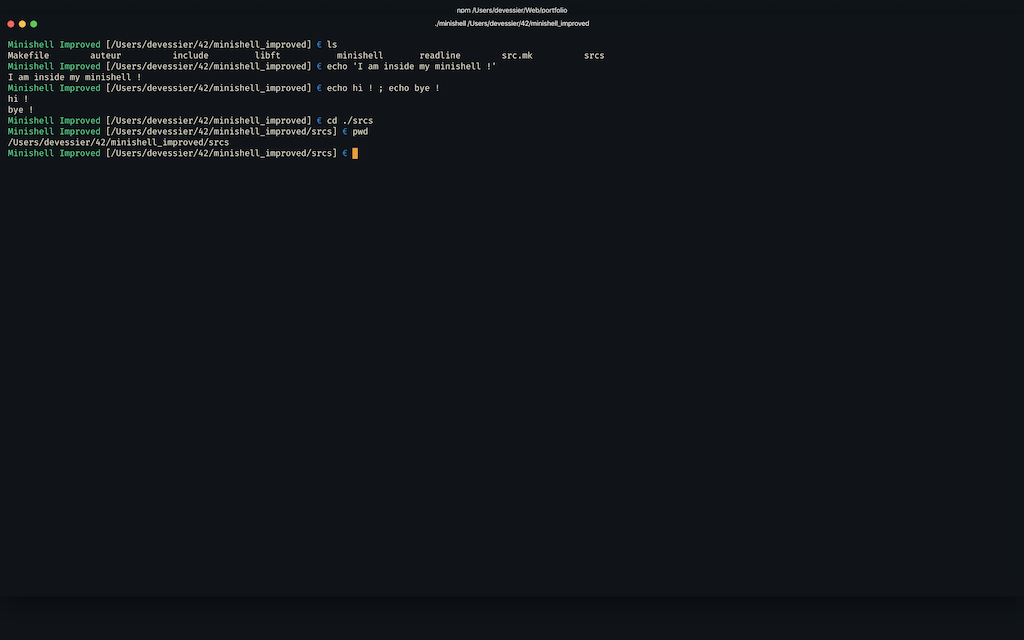 npm /Users/devessier/Web/portfolio
./minishell /Users/devessier/42/minishell_improved
Minishell Improved [/Users/devessier/42/minishell_improved] € ls
Makefile auteur include libft minishell readline src.mk srcs
Minishell Improved [/Users/devessier/42/minishell_improved] € echo 'I am inside my minishell !'
I am inside my minishell !
Minishell Improved [/Users/devessier/42/minishell_improved] € echo hi ! ; echo bye !
hi !
bye !
Minishell Improved [/Users/devessier/42/minishell_improved] € cd ./srcs
Minishell Improved [/Users/devessier/42/minishell_improved/srcs] € pwd
/Users/devessier/42/minishell_improved/srcs
Minishell Improved [/Users/devessier/42/minishell_improved/srcs] €